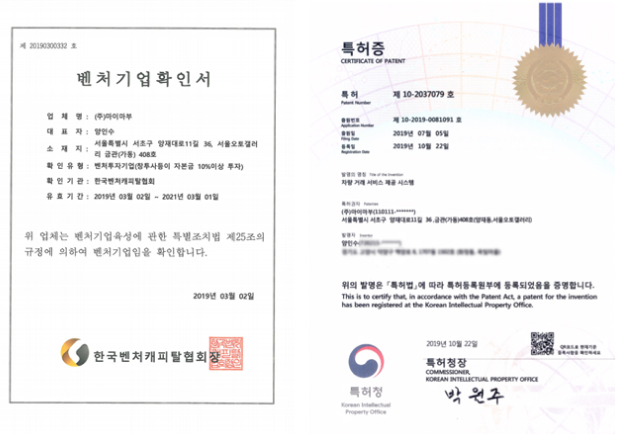 제 20190300332 호
벤처기업확인서
업 체 명 : (주)마이마부
대 표 자 : 양인수
소 재 지 : 서울특별시 서초구 양재대로11길 36, 서울오토갤러
리 금관(가동) 408호
확 인 유 형 : 벤처투자기업(창투사등이 자본금 10%이상 투자)
확 인 기 관 : 한국벤처캐피탈협회
유 효 기 간 : 2019년 03월 02일 ~ 2021년 03월 01일
위 업체는 벤처기업육성에 관한 특별조치법 제25조의
규정에 의하여 벤처기업임을 확인합니다.
2019년 03월 02일
한국벤처캐피탈협회장
특허증
CERTIFICATE OF PATENT
특허 제 10-2037079 호
Patent Number
출원번호 제 10-2019-0081091 호
Application Number
출원일 2019년 07월 05일
Filing Date
등록일 2019년 10월 22일
Registration Date
발명의 명칭 Title of the Invention
차량 거래 서비스 제공 시스템
특허권자 Patentee
(주)마이마부(110111-*******)
서울특별시 서초구 양재대로11길 36 ,금관(가동)408호(양재동,서울오토갤러리)
발명자 Inventor
위의 발명은 「특허법」에 따라 특허등록원부에 등록되었음을 증명합니다.
This is to certify that, in accordance with the Patent Act, a patent for the invention
has been registered at the Korean Intellectual Property Office.
2019년 10월 22일
QR코드로 현재기준
등록사항을 확인하세요
특허청장
COMMISSIONER,
KOREAN INTELLECTUAL PROPERTY OFFICE
박원주
특허청
Korean Intellectual
Property Office